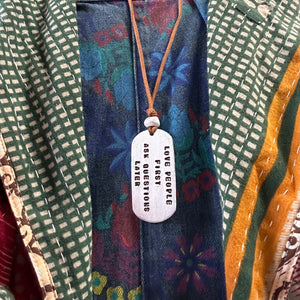 LOVE PEOPLE
FIRST
ASK QUESTIONS
LATER